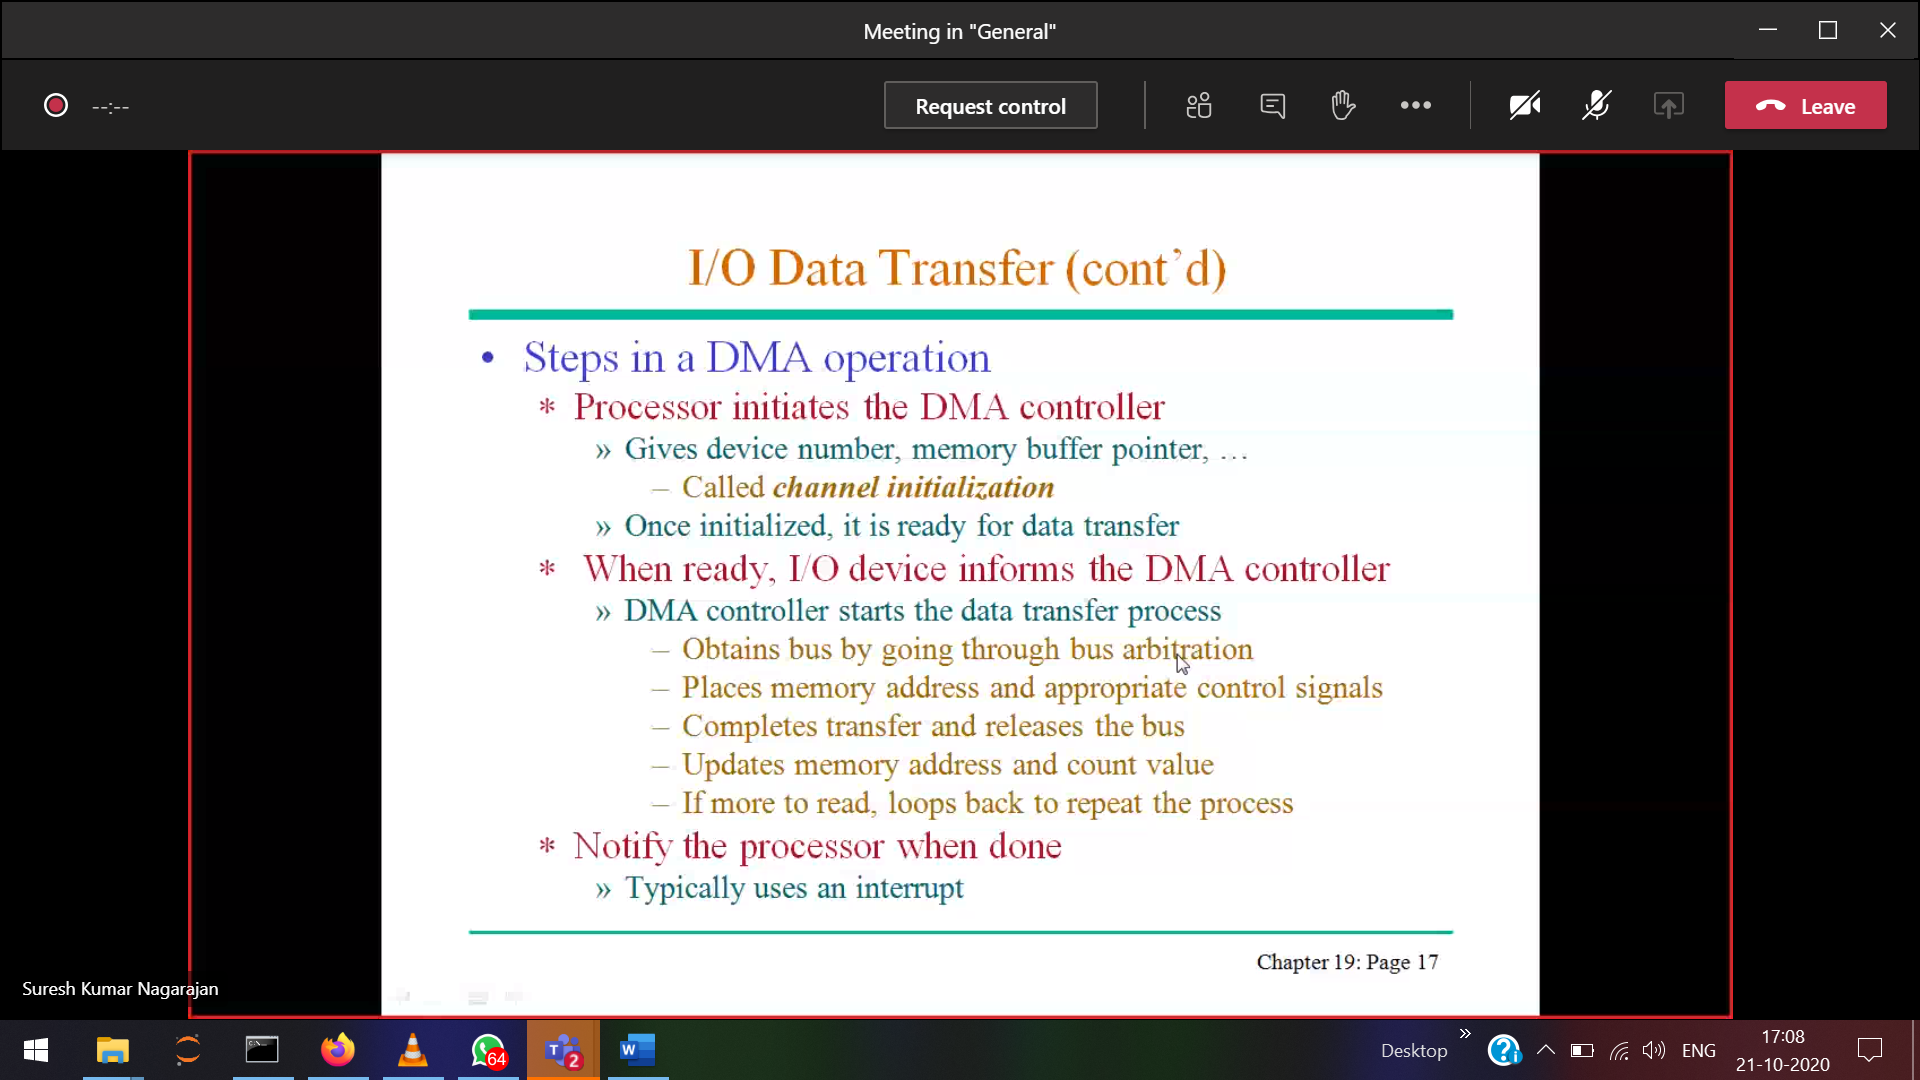 Meeting in "General"
--:--
Request control
Leave
I/O Data Transfer (cont’d)
• Steps in a DMA operation
* Processor initiates the DMA controller
» Gives device number, memory buffer pointer, …
– Called channel initialization
» Once initialized, it is ready for data transfer
* When ready, I/O device informs the DMA controller
» DMA controller starts the data transfer process
– Obtains bus by going through bus arbitration
– Places memory address and appropriate control signals
– Completes transfer and releases the bus
– Updates memory address and count value
– If more to read, loops back to repeat the process
* Notify the processor when done
» Typically uses an interrupt
Chapter 19: Page 17
Suresh Kumar Nagarajan
64
T
2
W
Desktop
»
ENG
17:08
21-10-2020